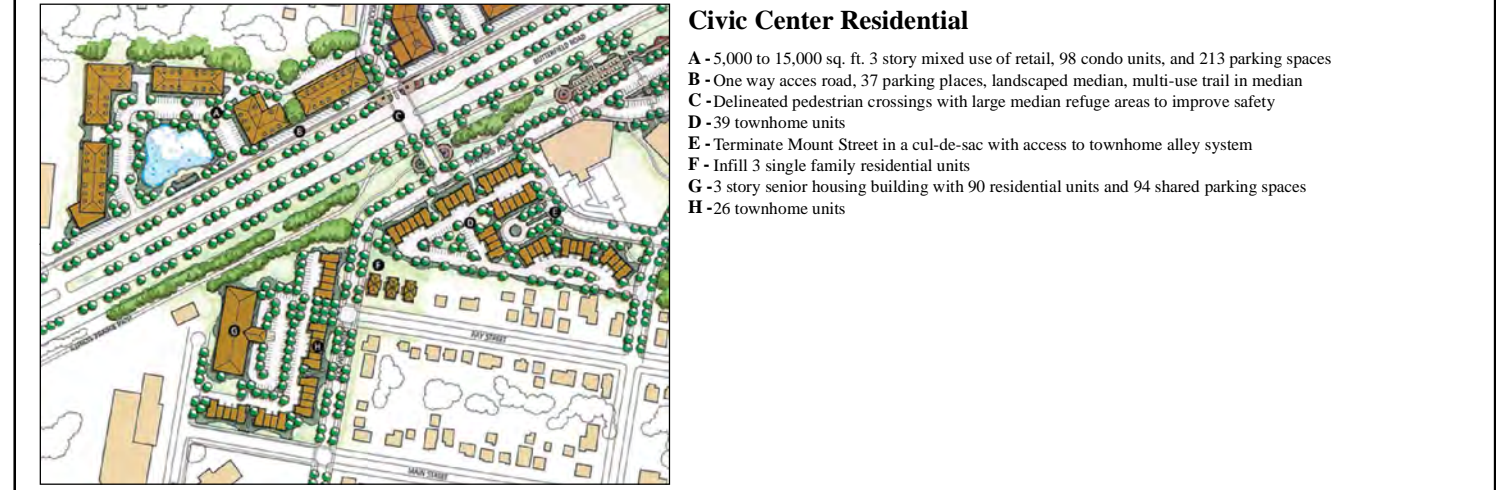 Civic Center Residential
A - 5,000 to 15,000 sq. ft. 3 story mixed use of retail, 98 condo units, and 213 parking spaces
B - One way acces road, 37 parking places, landscaped median, multi-use trail in median
C - Delineated pedestrian crossings with large median refuge areas to improve safety
D - 39 townhome units
E - Terminate Mount Street in a cul-de-sac with access to townhome alley system
F - Infill 3 single family residential units
G - 3 story senior housing building with 90 residential units and 94 shared parking spaces
H - 26 townhome units
BUTTERFIELD ROAD
A
B
C
D
E
F
G
H
ILLINOIS PRAIRIE PATH
RAY STREET
MAIN STREET